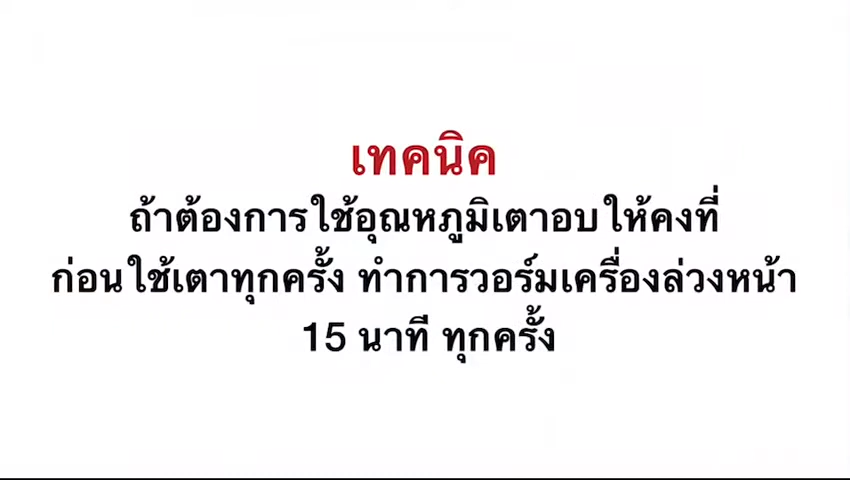 เทคนิค
ถ้าต้องการใช้อุณหภูมิเตาอบให้คงที่
ก่อนใช้เตาทุกครั้ง ทำการวอร์มเครื่องล่วงหน้า
15 นาที ทุกครั้ง